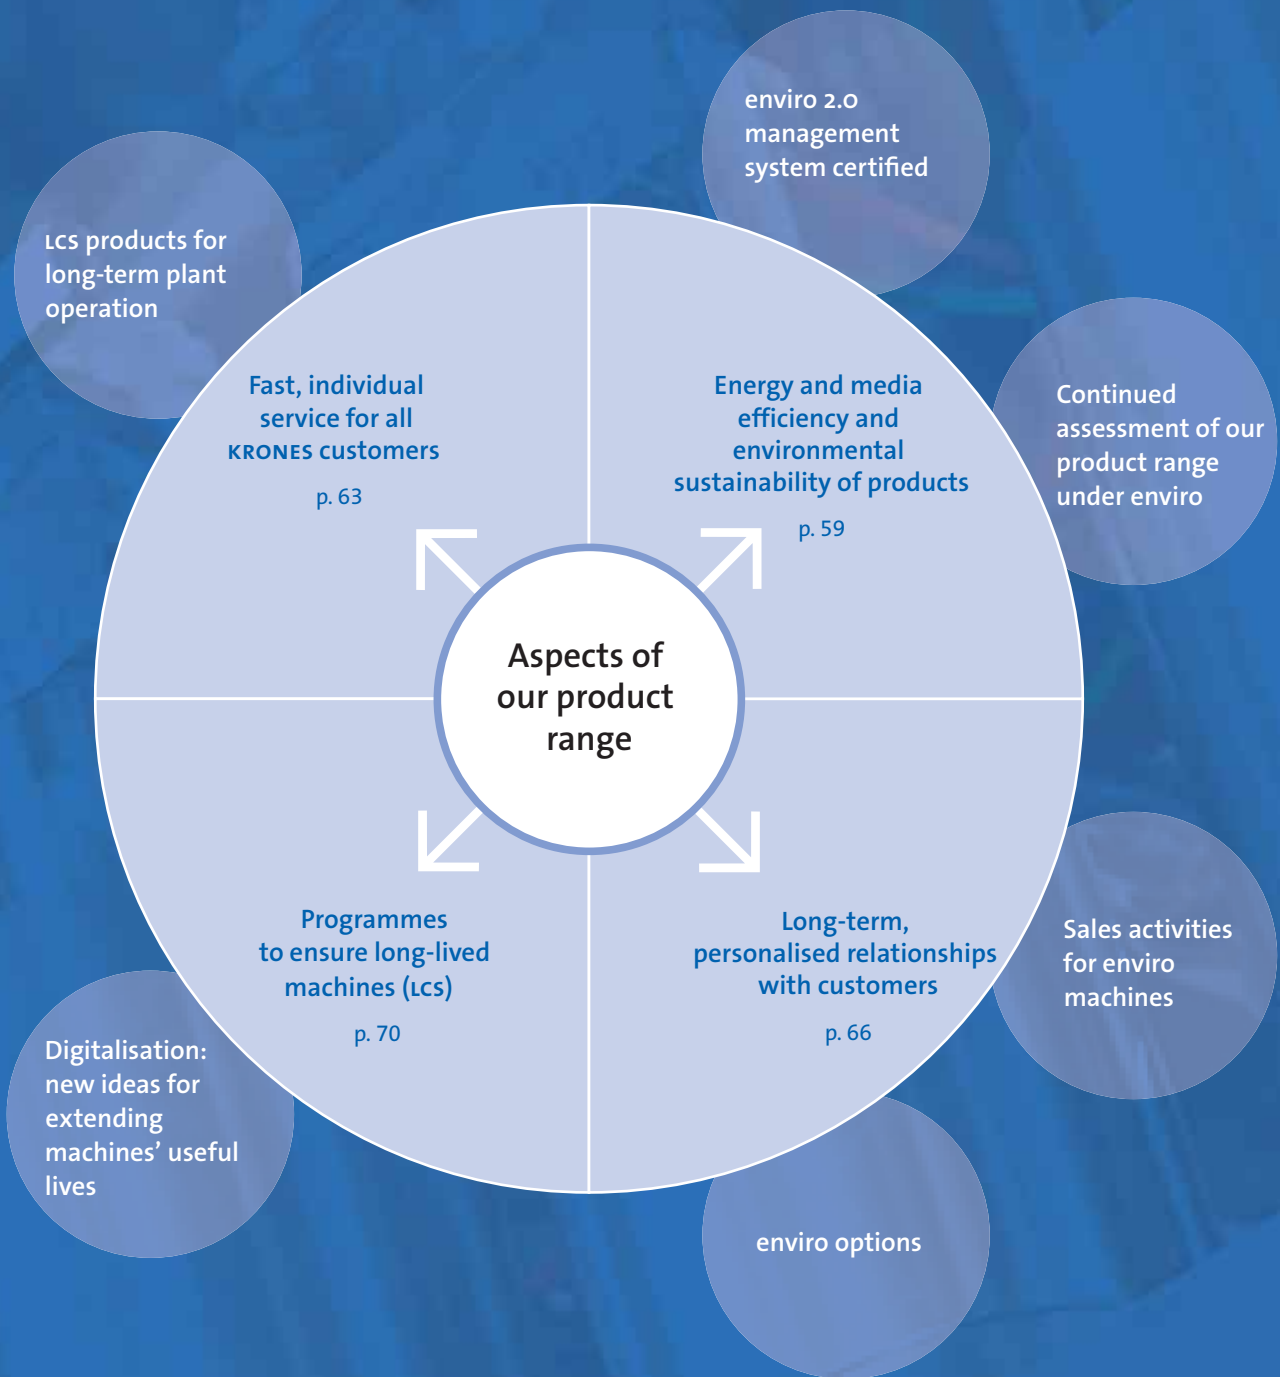 enviro 2.0
management
system certified
LCS products for
long-term plant
operation
Fast, individual
service for all
KRONES customers
p. 63
Energy and media
efficiency and
environmental
sustainability of products
p. 59
Continued
assessment of our
product range
under enviro
Aspects of
our product
range
Programmes
to ensure long-lived
machines (LCS)
p. 70
Long-term,
personalised relationships
with customers
p. 66
Sales activities
for enviro
machines
Digitalisation:
new ideas for
extending
machines’ useful
lives
enviro options